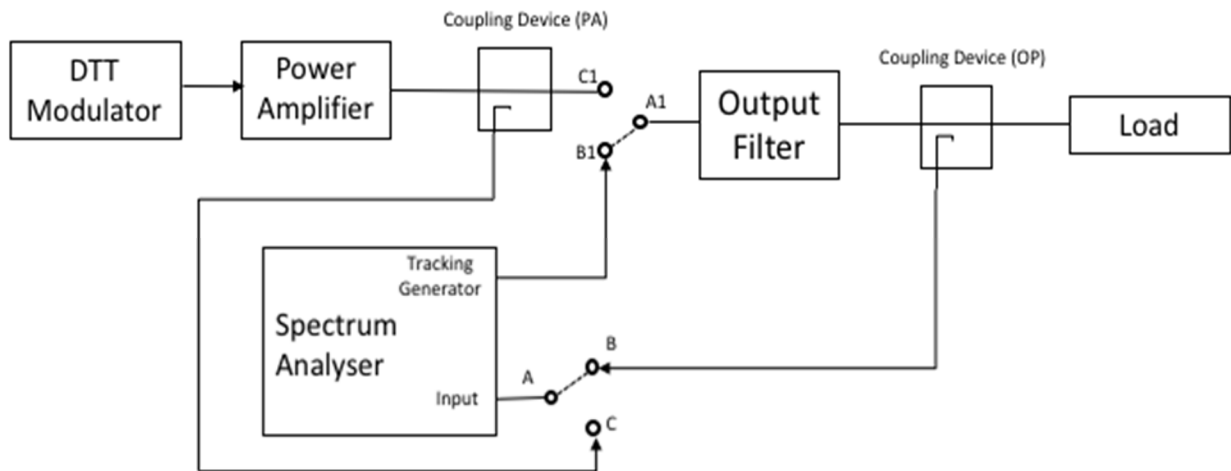 Coupling Device (PA)
DTT
Modulator
Power
Amplifier
C1
A1
B1
Output
Filter
Coupling Device (OP)
Load
Tracking
Generator
Spectrum
Analyser
Input
A
B
C